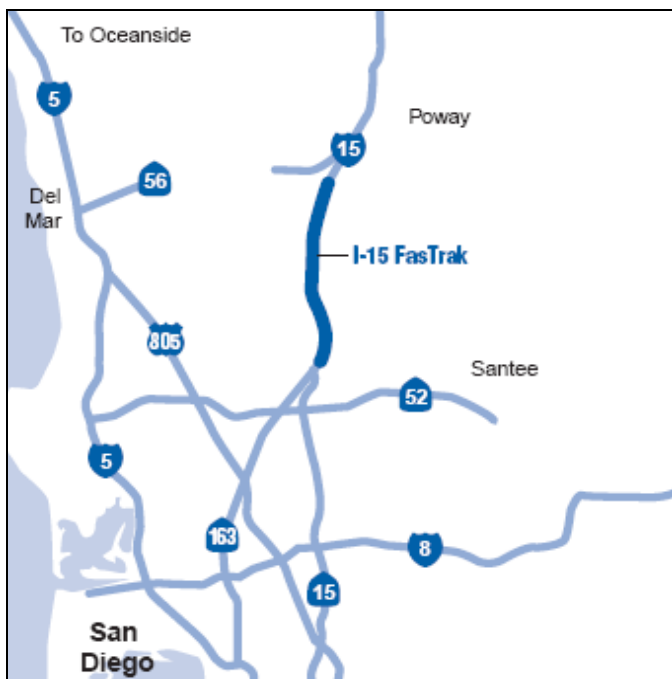 To Oceanside
5
Poway
15
56
Del
Mar
I-15 FasTrak
805
Santee
52
5
163
8
15
San
Diego